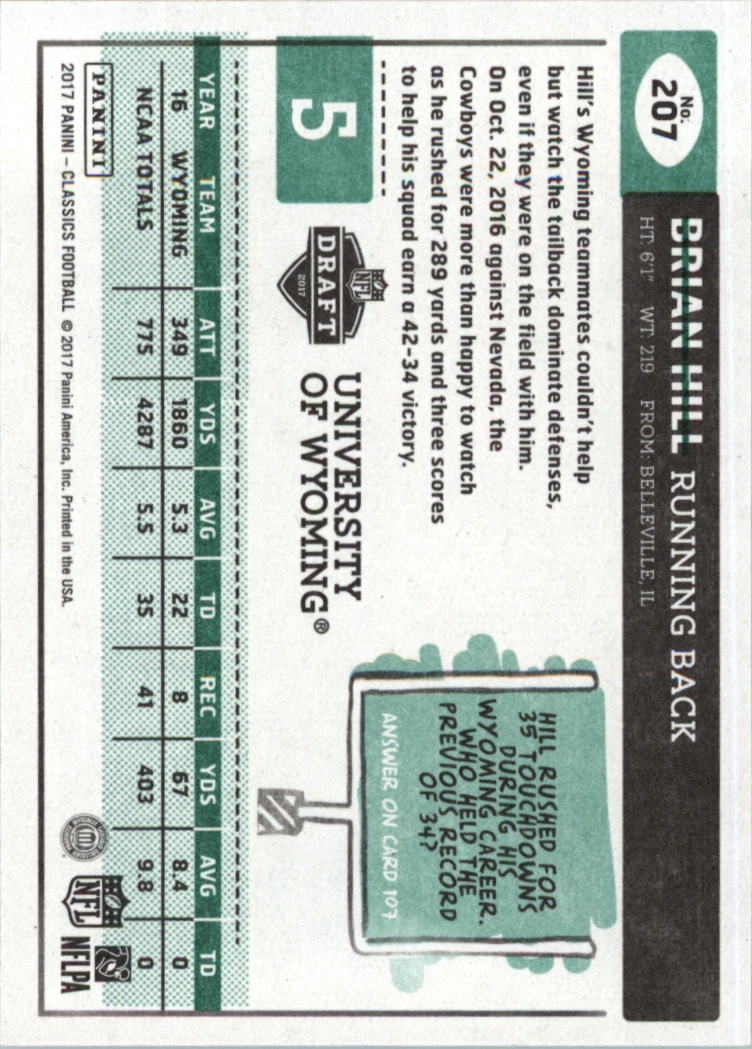 No:
207
BRIAN HILL RUNNING BACK
HT: 6'1" WT: 219 FROM: BELLEVILLE, IL
Hill's Wyoming teammates couldn't help
but watch the tailback dominate defenses,
even if they were on the field with him.
On Oct. 22, 2016 against Nevada, the
Cowboys were more than happy to watch
as he rushed for 289 yards and three scores
to help his squad earn a 42-34 victory.
HILL RUSHED FOR
35 TOUCHDOWNS
DURING HIS
WYOMING CAREER.
WHO HELD THE
PREVIOUS RECORD
OF 34?
ANSWER ON CARD 107
5
NFL
DRAFT
2017
UNIVERSITY
OF WYOMING®
YEAR TEAM ATT YDS AVG TD REC YDS AVG TD
16 WYOMING 349 1860 5.3 22 8 67 8.4 0
NCAA TOTALS 775 4287 5.5 35 41 403 9.8 0
PANINI
2017 PANINI – CLASSICS FOOTBALL © 2017 Panini America, Inc. Printed in the USA.
NFL
NFLPA